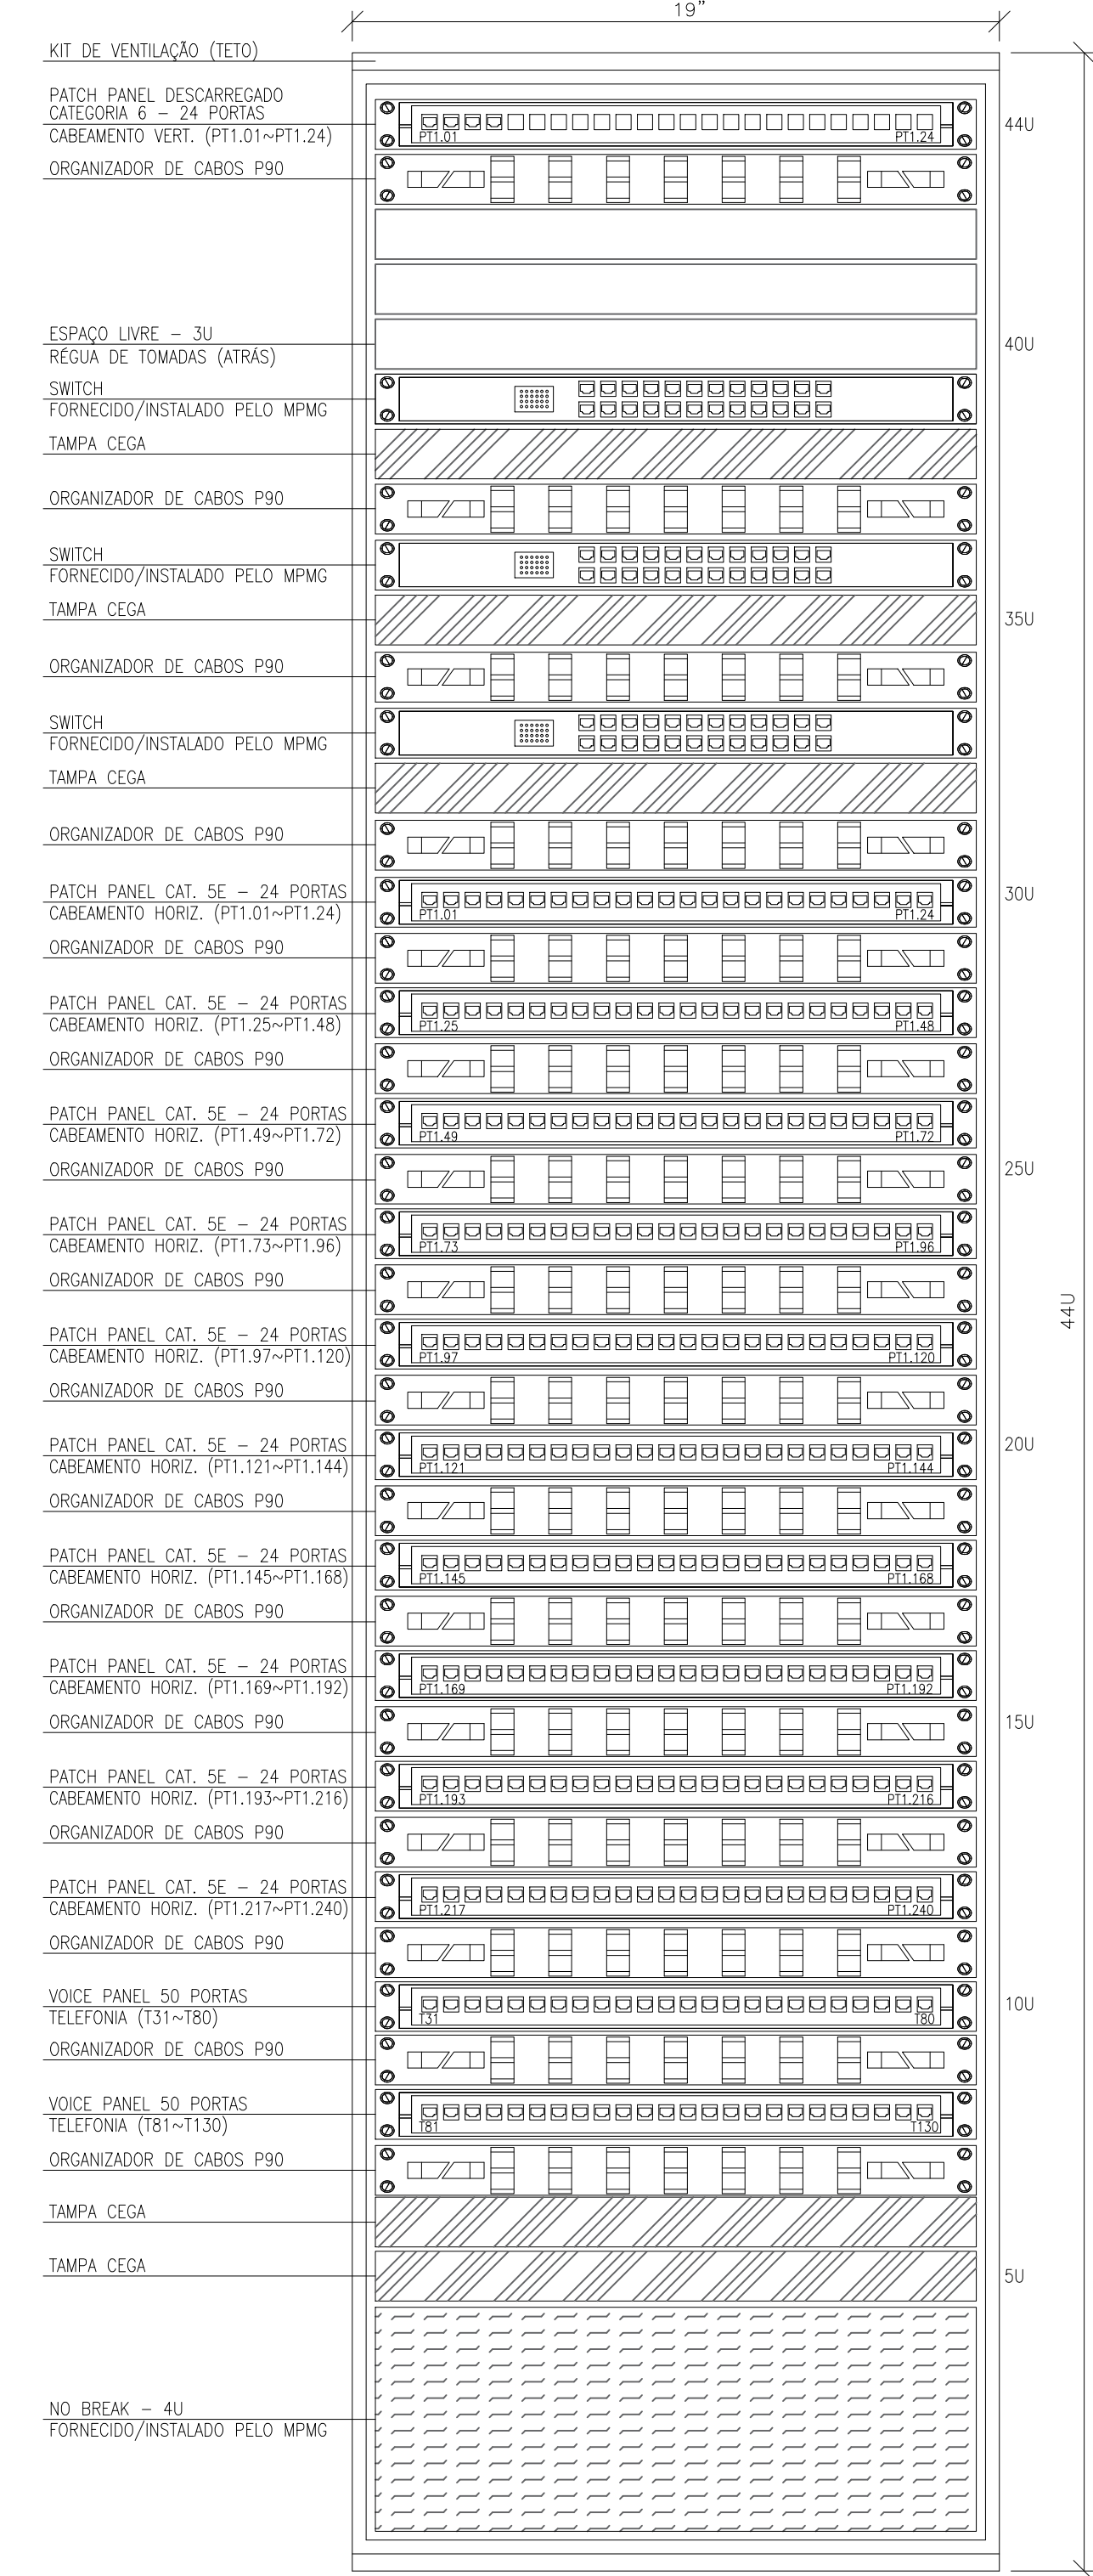 19"
KIT DE VENTILAÇÃO (TETO)
PATCH PANEL DESCARREGADO
CATEGORIA 6 – 24 PORTAS
CABEAMENTO VERT. (PT1.01~PT1.24)
PT1.01 PT1.24
44U
ORGANIZADOR DE CABOS P90
ESPAÇO LIVRE – 3U
RÉGUA DE TOMADAS (ATRÁS)
40U
SWITCH
FORNECIDO/INSTALADO PELO MPMG
TAMPA CEGA
ORGANIZADOR DE CABOS P90
SWITCH
FORNECIDO/INSTALADO PELO MPMG
TAMPA CEGA
35U
ORGANIZADOR DE CABOS P90
SWITCH
FORNECIDO/INSTALADO PELO MPMG
TAMPA CEGA
ORGANIZADOR DE CABOS P90
PATCH PANEL CAT. 5E – 24 PORTAS
CABEAMENTO HORIZ. (PT1.01~PT1.24)
PT1.01 PT1.24
30U
ORGANIZADOR DE CABOS P90
PATCH PANEL CAT. 5E – 24 PORTAS
CABEAMENTO HORIZ. (PT1.25~PT1.48)
PT1.25 PT1.48
ORGANIZADOR DE CABOS P90
PATCH PANEL CAT. 5E – 24 PORTAS
CABEAMENTO HORIZ. (PT1.49~PT1.72)
PT1.49 PT1.72
ORGANIZADOR DE CABOS P90
25U
PATCH PANEL CAT. 5E – 24 PORTAS
CABEAMENTO HORIZ. (PT1.73~PT1.96)
PT1.73 PT1.96
ORGANIZADOR DE CABOS P90
44U
PATCH PANEL CAT. 5E – 24 PORTAS
CABEAMENTO HORIZ. (PT1.97~PT1.120)
PT1.97 PT1.120
ORGANIZADOR DE CABOS P90
PATCH PANEL CAT. 5E – 24 PORTAS
CABEAMENTO HORIZ. (PT1.121~PT1.144)
PT1.121 PT1.144
20U
ORGANIZADOR DE CABOS P90
PATCH PANEL CAT. 5E – 24 PORTAS
CABEAMENTO HORIZ. (PT1.145~PT1.168)
PT1.145 PT1.168
ORGANIZADOR DE CABOS P90
PATCH PANEL CAT. 5E – 24 PORTAS
CABEAMENTO HORIZ. (PT1.169~PT1.192)
PT1.169 PT1.192
ORGANIZADOR DE CABOS P90
15U
PATCH PANEL CAT. 5E – 24 PORTAS
CABEAMENTO HORIZ. (PT1.193~PT1.216)
PT1.193 PT1.216
ORGANIZADOR DE CABOS P90
PATCH PANEL CAT. 5E – 24 PORTAS
CABEAMENTO HORIZ. (PT1.217~PT1.240)
PT1.217 PT1.240
ORGANIZADOR DE CABOS P90
VOICE PANEL 50 PORTAS
TELEFONIA (T31~T80)
T31 T80
10U
ORGANIZADOR DE CABOS P90
VOICE PANEL 50 PORTAS
TELEFONIA (T81~T130)
T81 T130
ORGANIZADOR DE CABOS P90
TAMPA CEGA
TAMPA CEGA
5U
NO BREAK – 4U
FORNECIDO/INSTALADO PELO MPMG